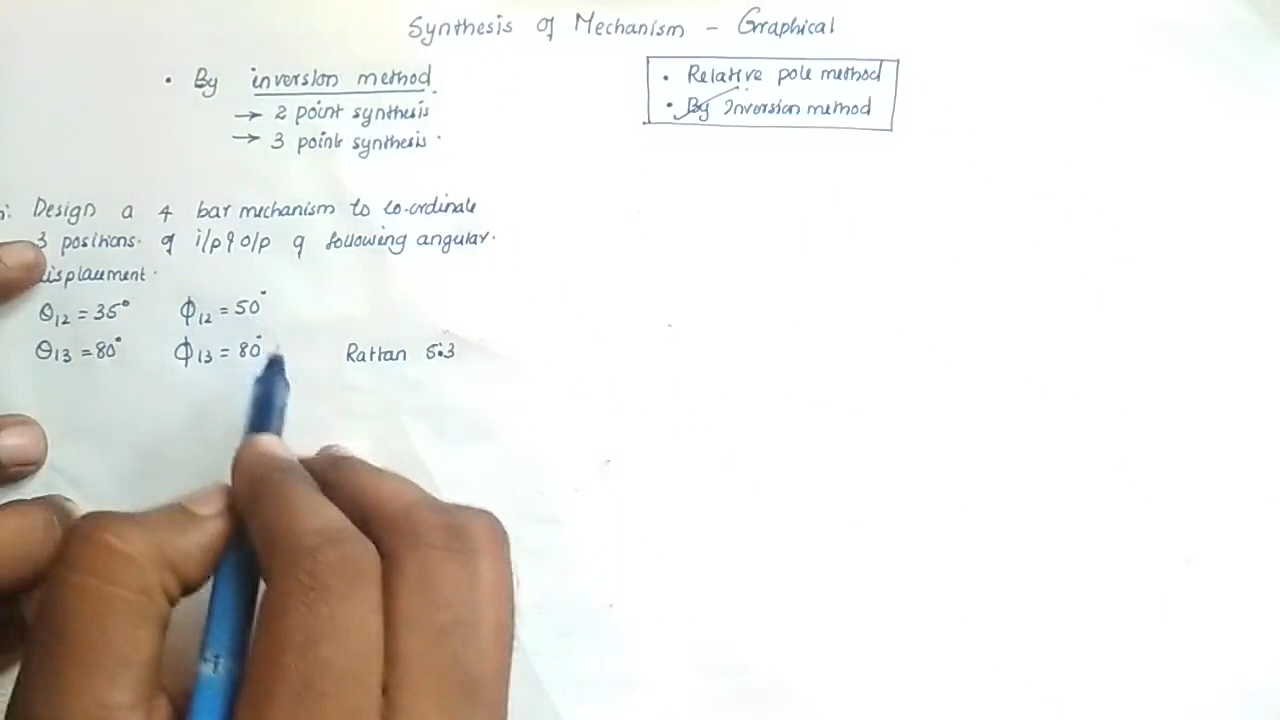 Synthesis of Mechanism - Graphical
• By inversion method.
→ 2 point synthesis
→ 3 point synthesis.
• Relative pole method
• By Inversion method
Design a 4 bar mechanism to co-ordinate
3 positions. of i/p & o/p of following angular.
displacement.
θ12 = 35° ϕ12 = 50°
θ13 = 80° ϕ13 = 80° Rattan 5.3